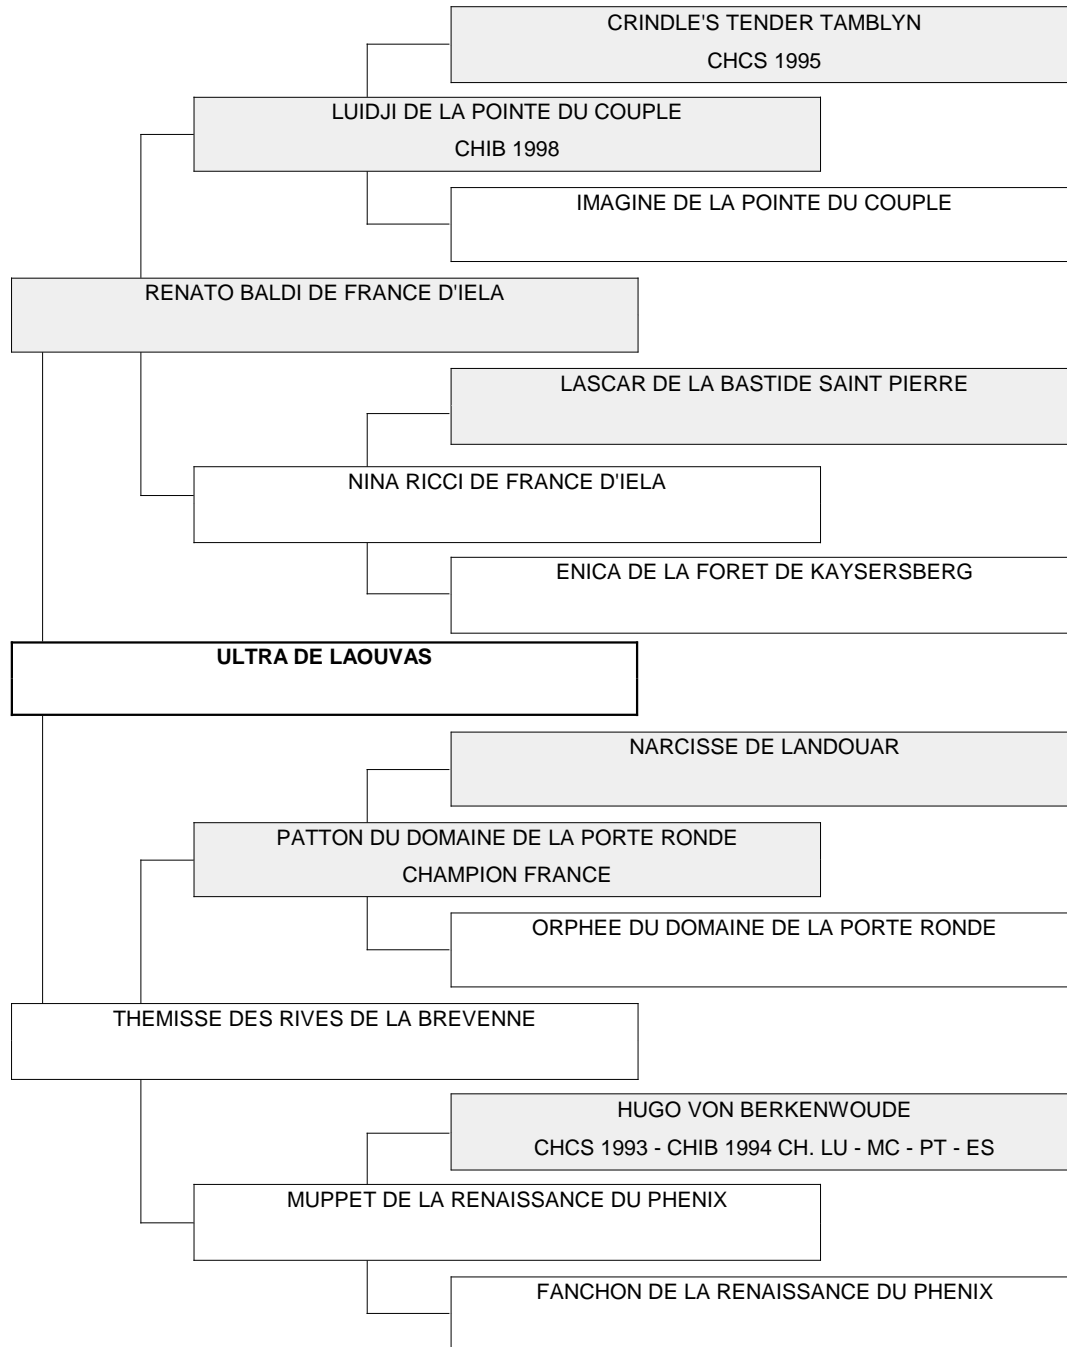 CRINDLE'S TENDER TAMBLYN
CHCS 1995
LUIDJI DE LA POINTE DU COUPLE
CHIB 1998
IMAGINE DE LA POINTE DU COUPLE
RENATO BALDI DE FRANCE D'IELA
LASCAR DE LA BASTIDE SAINT PIERRE
NINA RICCI DE FRANCE D'IELA
ENICA DE LA FORET DE KAYSERSBERG
ULTRA DE LAOUVAS
NARCISSE DE LANDOUAR
PATTON DU DOMAINE DE LA PORTE RONDE
CHAMPION FRANCE
ORPHEE DU DOMAINE DE LA PORTE RONDE
THEMISSE DES RIVES DE LA BREVENNE
HUGO VON BERKENWOUDE
CHCS 1993 - CHIB 1994 CH. LU - MC - PT - ES
MUPPET DE LA RENAISSANCE DU PHENIX
FANCHON DE LA RENAISSANCE DU PHENIX